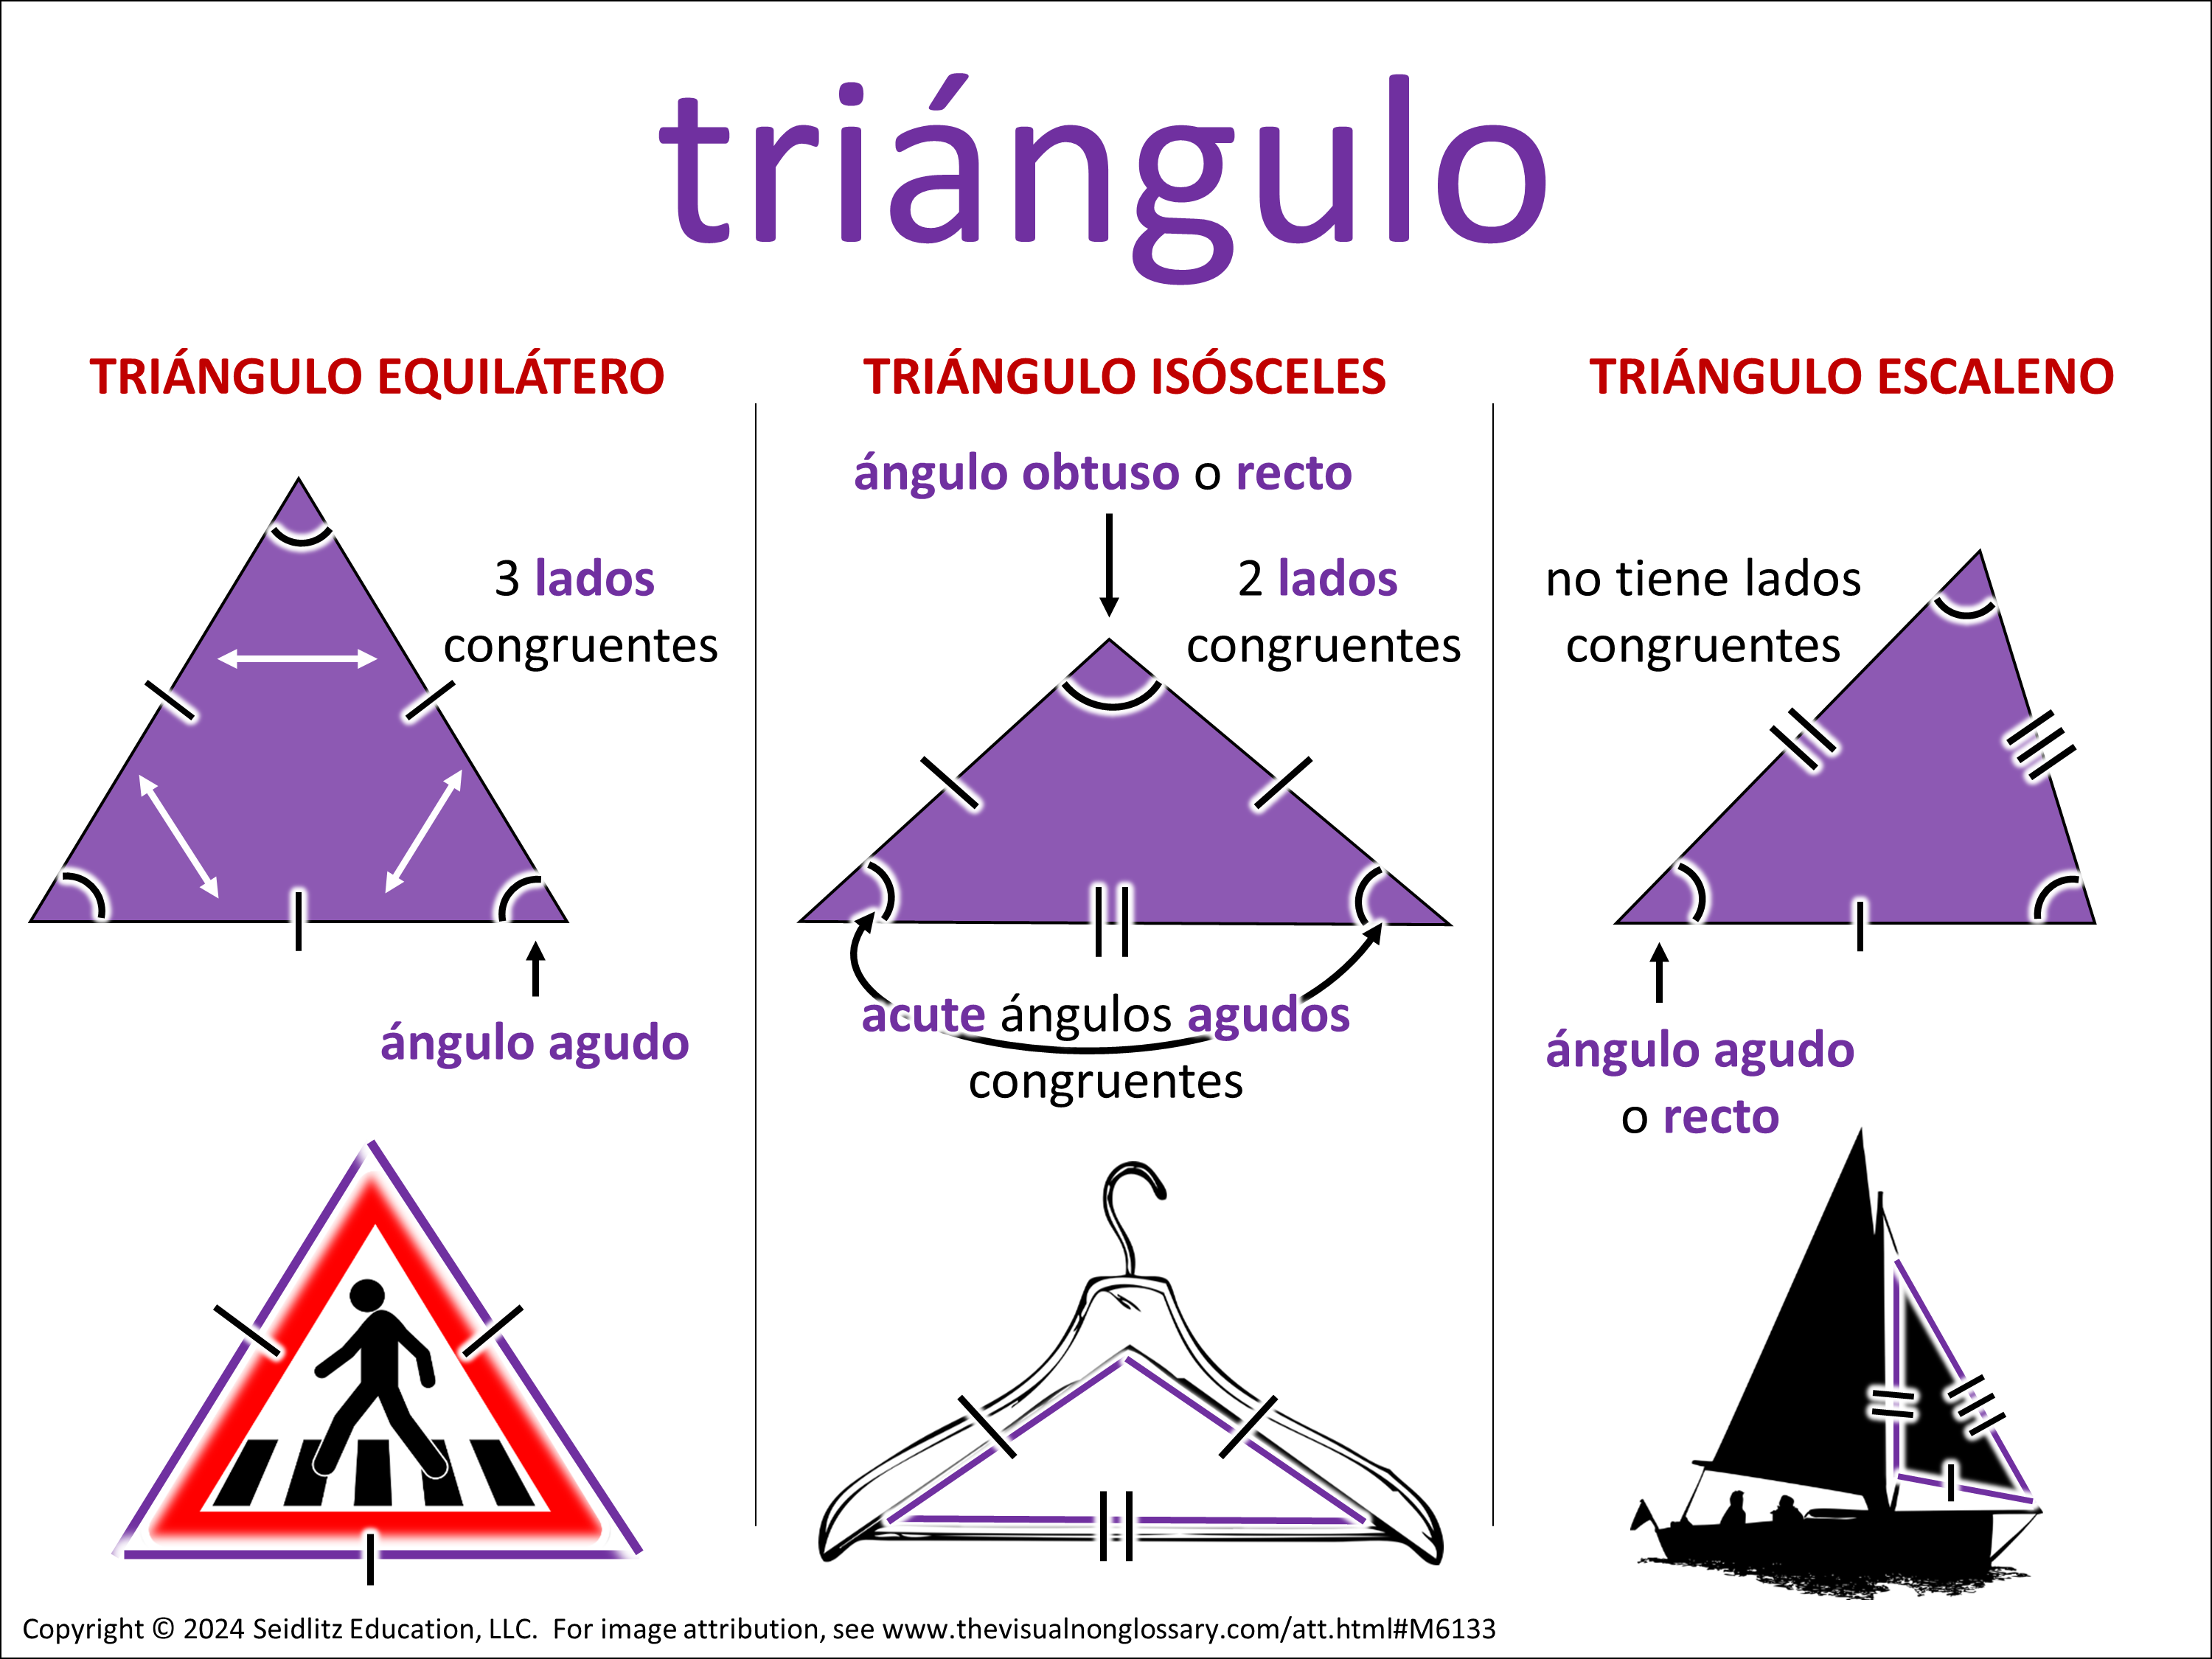 triángulo
TRIÁNGULO EQUILÁTERO
3 lados
congruentes
ángulo agudo
TRIÁNGULO ISÓSCELES
ángulo obtuso o recto
2 lados
congruentes
acute ángulos agudos
congruentes
TRIÁNGULO ESCALENO
no tiene lados
congruentes
ángulo agudo
o recto
Copyright © 2024 Seidlitz Education, LLC.  For image attribution, see www.thevisualnonglossary.com/att.html#M6133